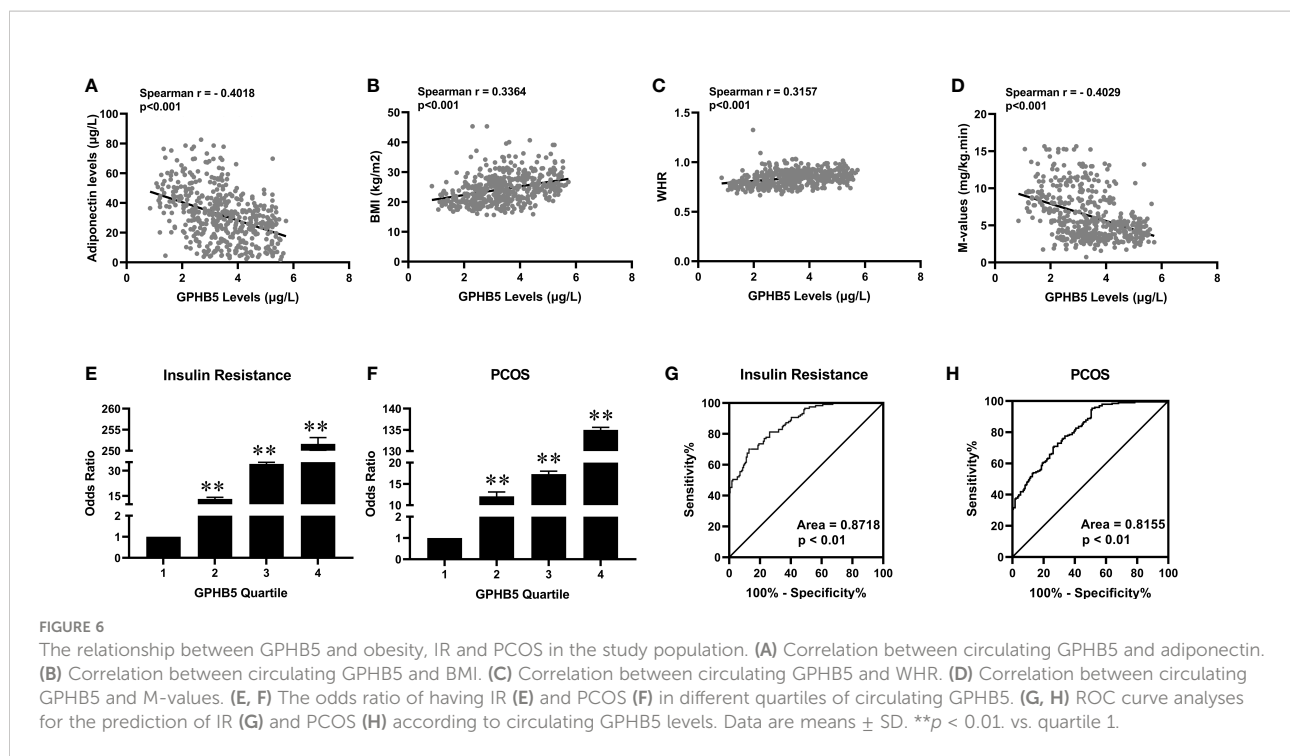 A
Spearman r = - 0.4018
p<0.001
Adiponectin levels (µg/L)
100
80
60
40
20
0
0 2 4 6 8
GPHB5 Levels (µg/L)
B
Spearman r = 0.3364
p<0.001
BMI (kg/m2)
50
40
30
20
10
0
0 2 4 6 8
GPHB5 Levels (µg/L)
C
Spearman r = 0.3157
p<0.001
WHR
1.5
1.0
0.5
0.0
0 2 4 6 8
GPHB5 Levels (µg/L)
D
Spearman r = - 0.4029
p<0.001
M-values (mg/kg.min)
20
15
10
5
0
0 2 4 6 8
GPHB5 Levels (µg/L)
E
Insulin Resistance
Odds Ratio
260
255
250
30
15
2
1
0
** ** **
1 2 3 4
GPHB5 Quartile
F
PCOS
Odds Ratio
140
135
130
20
15
10
2
1
0
** ** **
1 2 3 4
GPHB5 Quartile
G
Insulin Resistance
Sensitivity%
100
80
60
40
20
0
Area = 0.8718
p < 0.01
0 20 40 60 80 100
100% - Specificity%
H
PCOS
Sensitivity%
100
80
60
40
20
0
Area = 0.8155
p < 0.01
0 20 40 60 80 100
100% - Specificity%
FIGURE 6
The relationship between GPHB5 and obesity, IR and PCOS in the study population. (A) Correlation between circulating GPHB5 and adiponectin.
(B) Correlation between circulating GPHB5 and BMI. (C) Correlation between circulating GPHB5 and WHR. (D) Correlation between circulating
GPHB5 and M-values. (E, F) The odds ratio of having IR (E) and PCOS (F) in different quartiles of circulating GPHB5. (G, H) ROC curve analyses
for the prediction of IR (G) and PCOS (H) according to circulating GPHB5 levels. Data are means ± SD. **p < 0.01. vs. quartile 1.